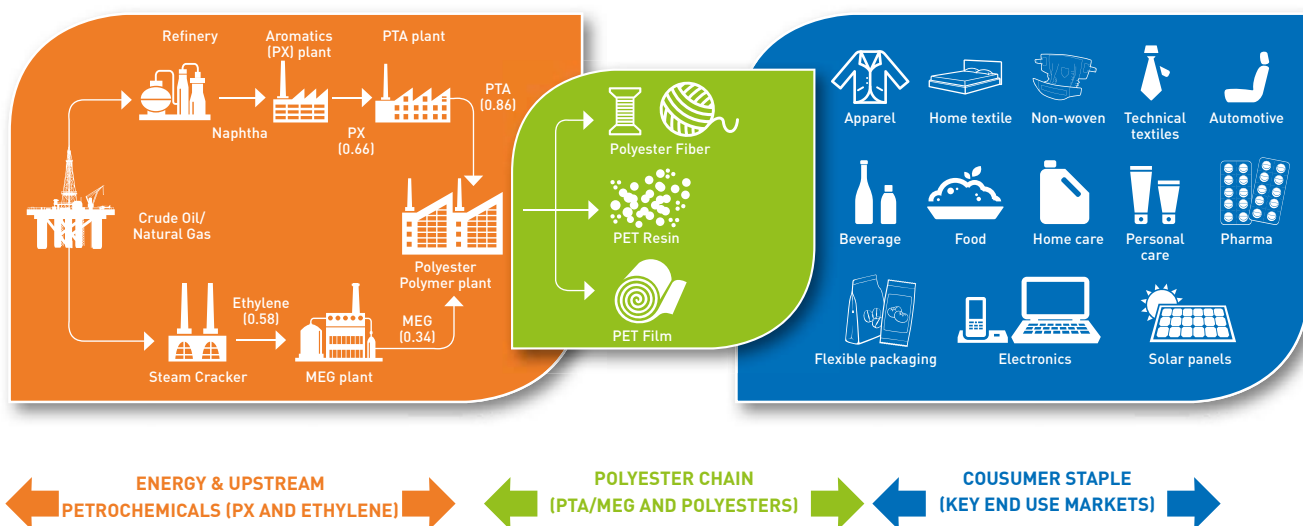 Refinery
Aromatics
(PX) plant
PTA plant
PTA
(0.86)
Naphtha
PX
(0.66)
Crude Oil/
Natural Gas
Polyester
Polymer plant
Ethylene
(0.58)
MEG
(0.34)
Steam Cracker
MEG plant
Polyester Fiber
PET Resin
PET Film
Apparel
Home textile
Non-woven
Technical
textiles
Automotive
Beverage
Food
Home care
Personal
care
Pharma
Flexible packaging
Electronics
Solar panels
ENERGY & UPSTREAM
PETROCHEMICALS (PX AND ETHYLENE)
POLYESTER CHAIN
(PTA/MEG AND POLYESTERS)
COUSUMER STAPLE
(KEY END USE MARKETS)